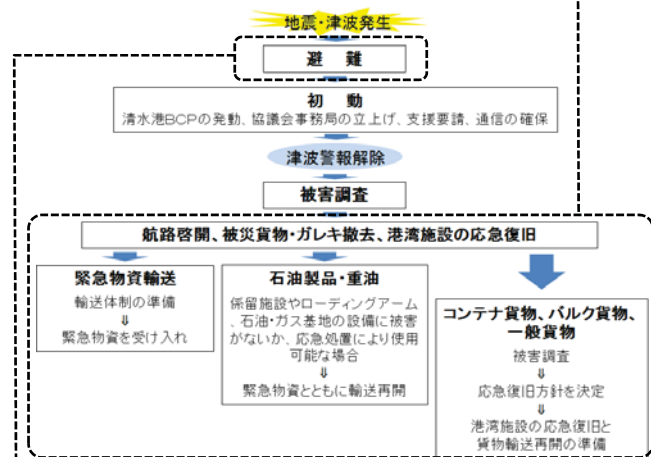 地震・津波発生
避　難
初　動
清水港BCPの発動、協議会事務局の立上げ、支援要請、通信の確保
津波警報解除
被害調査
航路啓開、被災貨物・ガレキ撤去、港湾施設の応急復旧
緊急物資輸送
輸送体制の準備
⇓
緊急物資を受け入れ
石油製品・重油
係留施設やローディングアーム
、石油・ガス基地の設備に被害
がないか、応急処置により使用
可能な場合
⇓
緊急物資とともに輸送再開
コンテナ貨物、バルク貨物、
一般貨物
被害調査
⇓
応急復旧方針を決定
⇓
港湾施設の応急復旧と
貨物輸送再開の準備